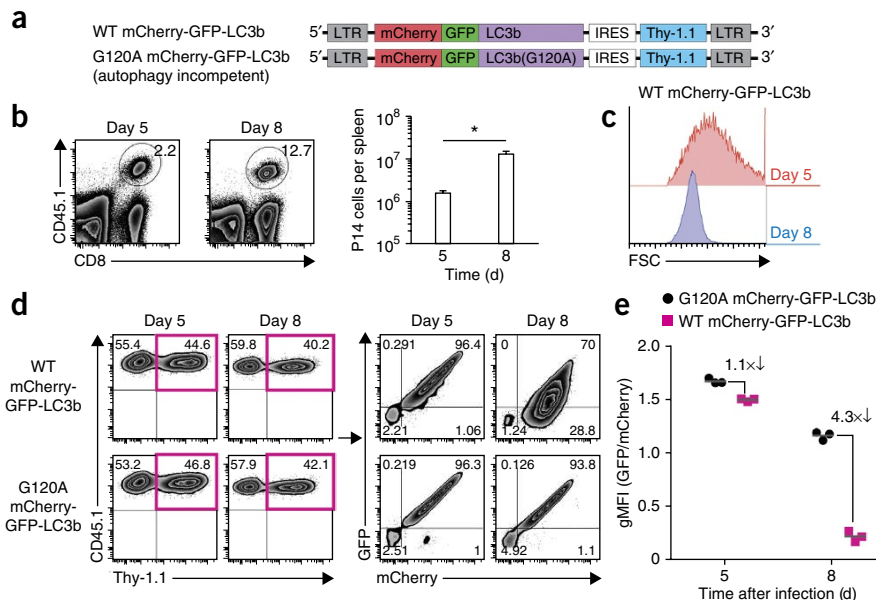 a
WT mCherry-GFP-LC3b
5′ LTR mCherry GFP LC3b IRES Thy-1.1 LTR 3′
G120A mCherry-GFP-LC3b
(autophagy incompetent)
5′ LTR mCherry GFP LC3b(G120A) IRES Thy-1.1 LTR 3′
b
Day 5 Day 8
2.2 12.7
CD45.1
CD8
P14 cells per spleen
10^8
10^7
10^6
10^5
*
5 8
Time (d)
c
WT mCherry-GFP-LC3b
Day 5
Day 8
FSC
d
Day 5 Day 8 Day 5 Day 8
WT
mCherry-
GFP-LC3b
55.4 44.6 59.8 40.2
0.291 96.4 0 70
2.21 1.06 1.24 28.8
G120A
mCherry-
GFP-LC3b
53.2 46.8 57.9 42.1
0.219 96.3 0.126 93.8
2.51 1 4.92 1.1
CD45.1
Thy-1.1
GFP
mCherry
e
G120A mCherry-GFP-LC3b
WT mCherry-GFP-LC3b
gMFI (GFP/mCherry)
2.0
1.5
1.0
0.5
0
1.1×↓
4.3×↓
5 8
Time after infection (d)